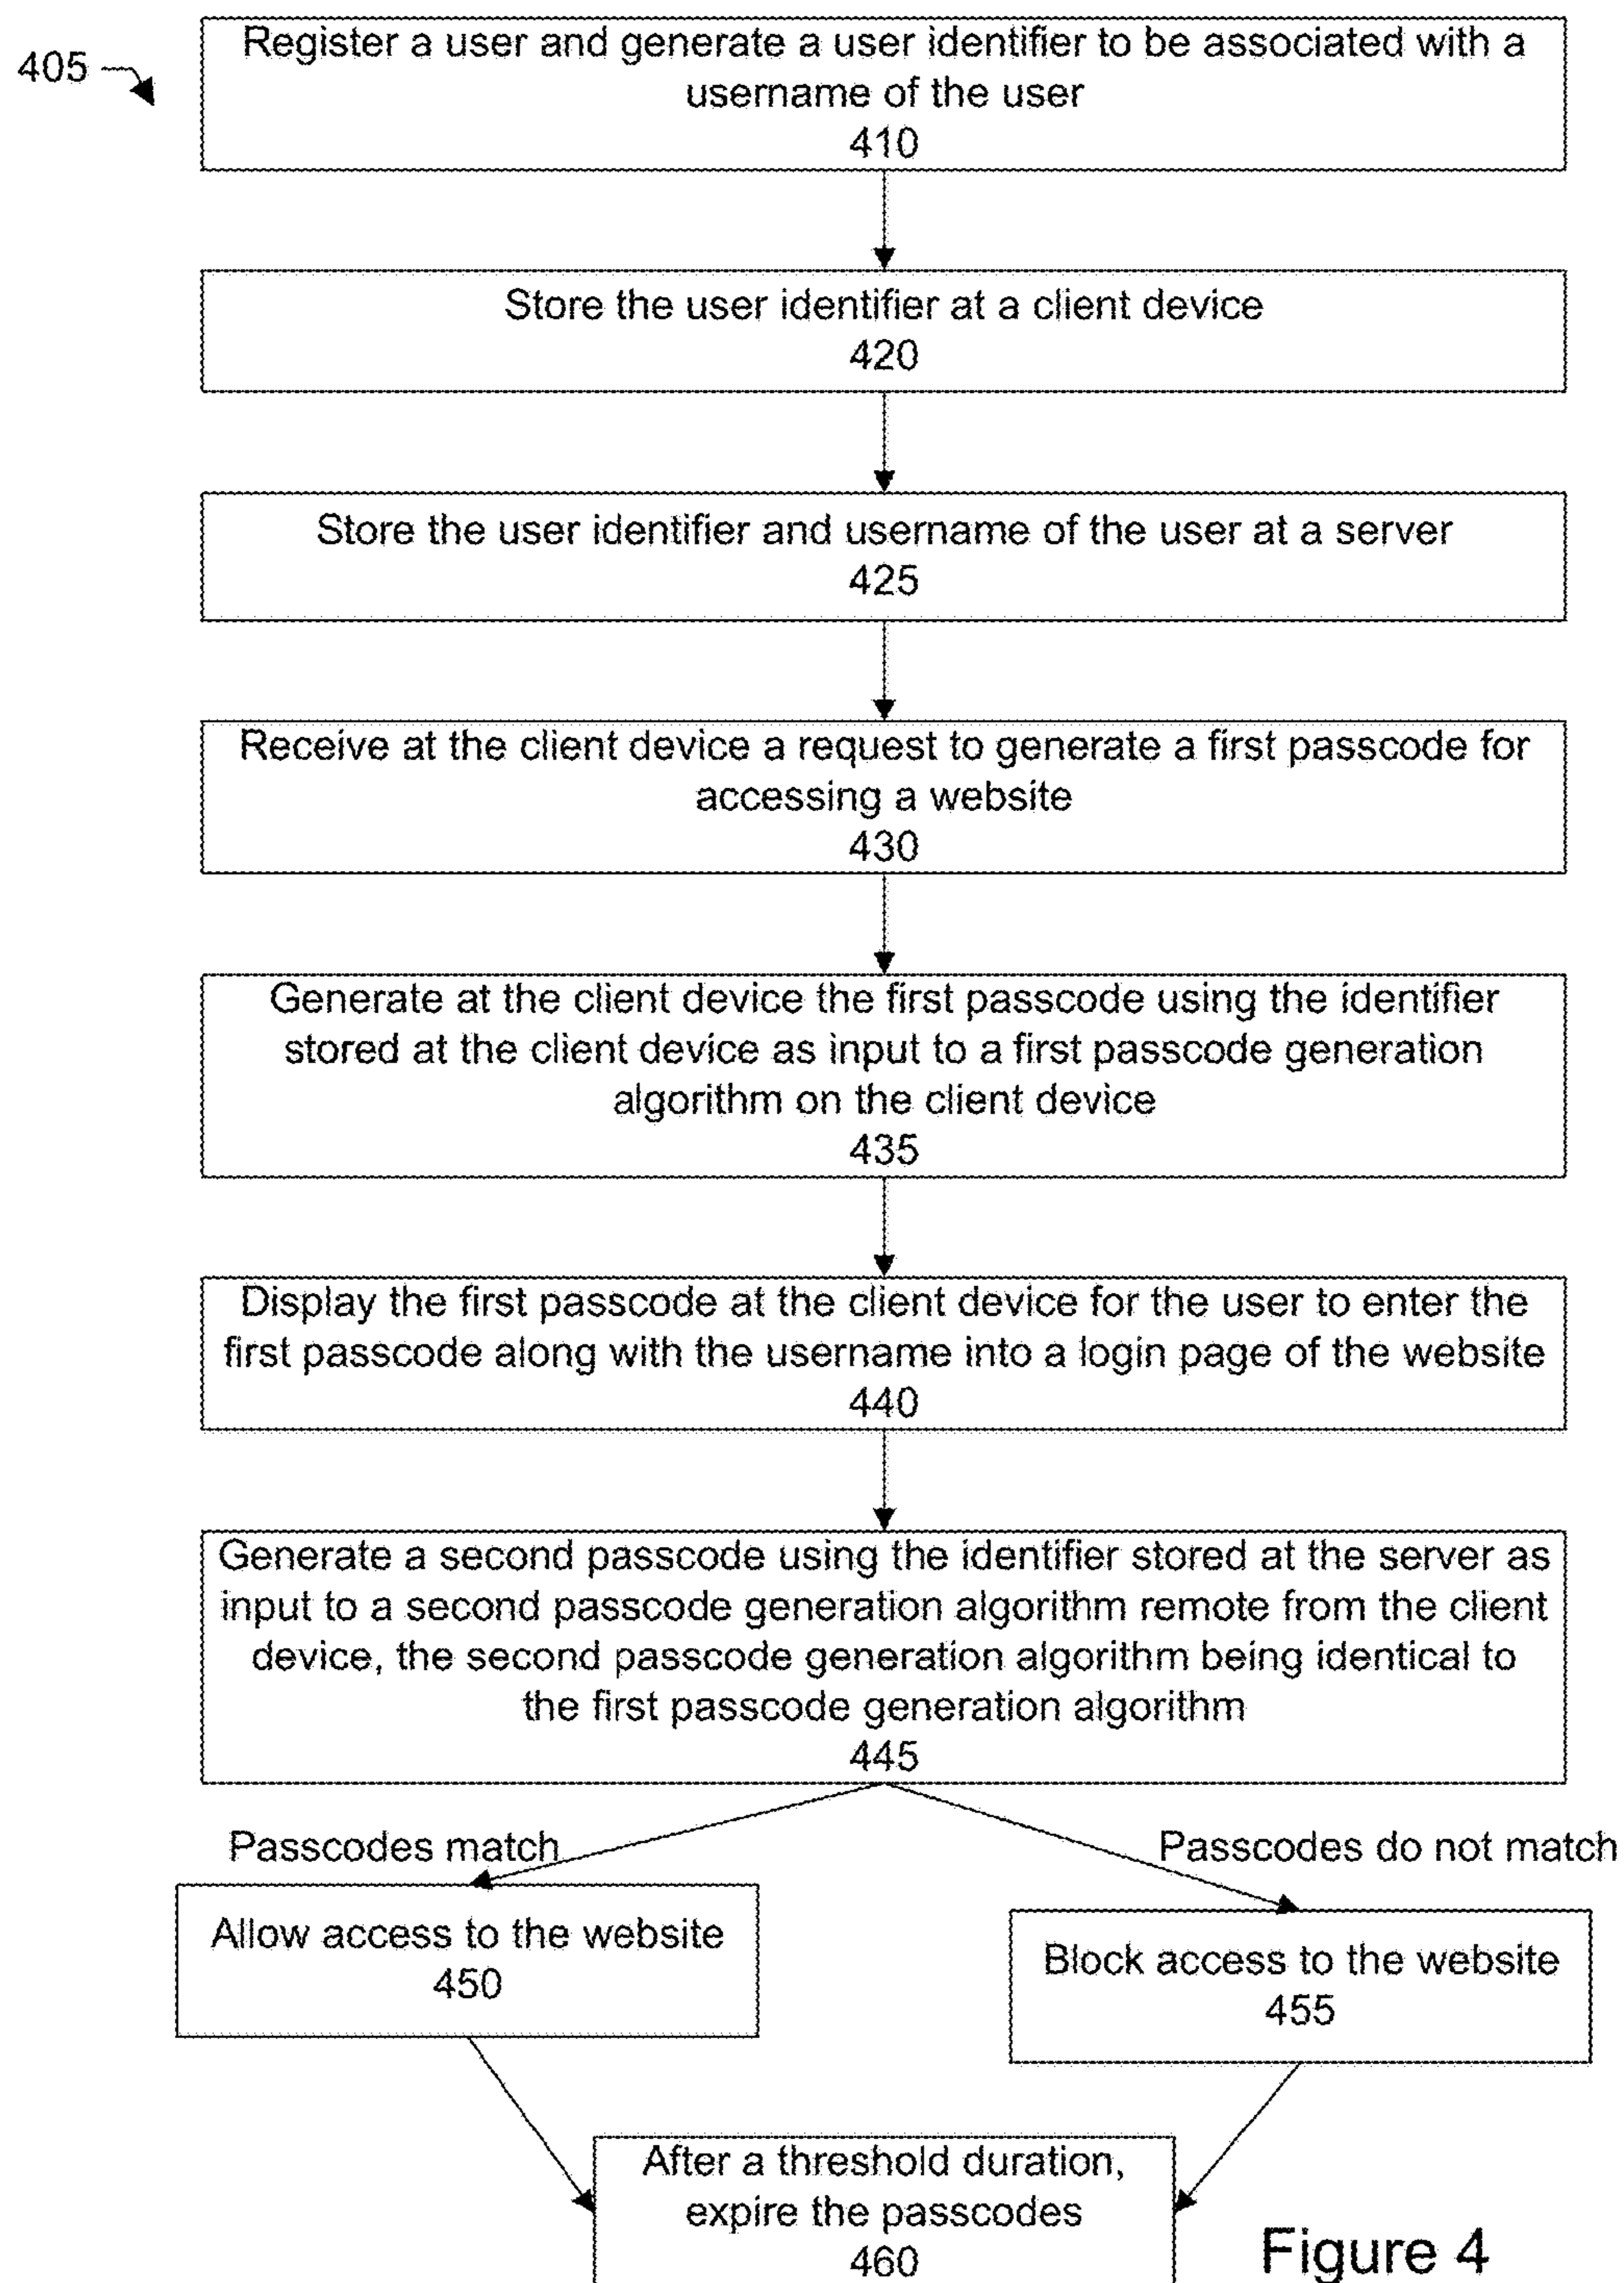 405
Register a user and generate a user identifier to be associated with a
username of the user
410
Store the user identifier at a client device
420
Store the user identifier and username of the user at a server
425
Receive at the client device a request to generate a first passcode for
accessing a website
430
Generate at the client device the first passcode using the identifier
stored at the client device as input to a first passcode generation
algorithm on the client device
435
Display the first passcode at the client device for the user to enter the
first passcode along with the username into a login page of the website
440
Generate a second passcode using the identifier stored at the server as
input to a second passcode generation algorithm remote from the client
device, the second passcode generation algorithm being identical to
the first passcode generation algorithm
445
Passcodes match
Passcodes do not match
Allow access to the website
450
Block access to the website
455
After a threshold duration,
expire the passcodes
460
Figure 4